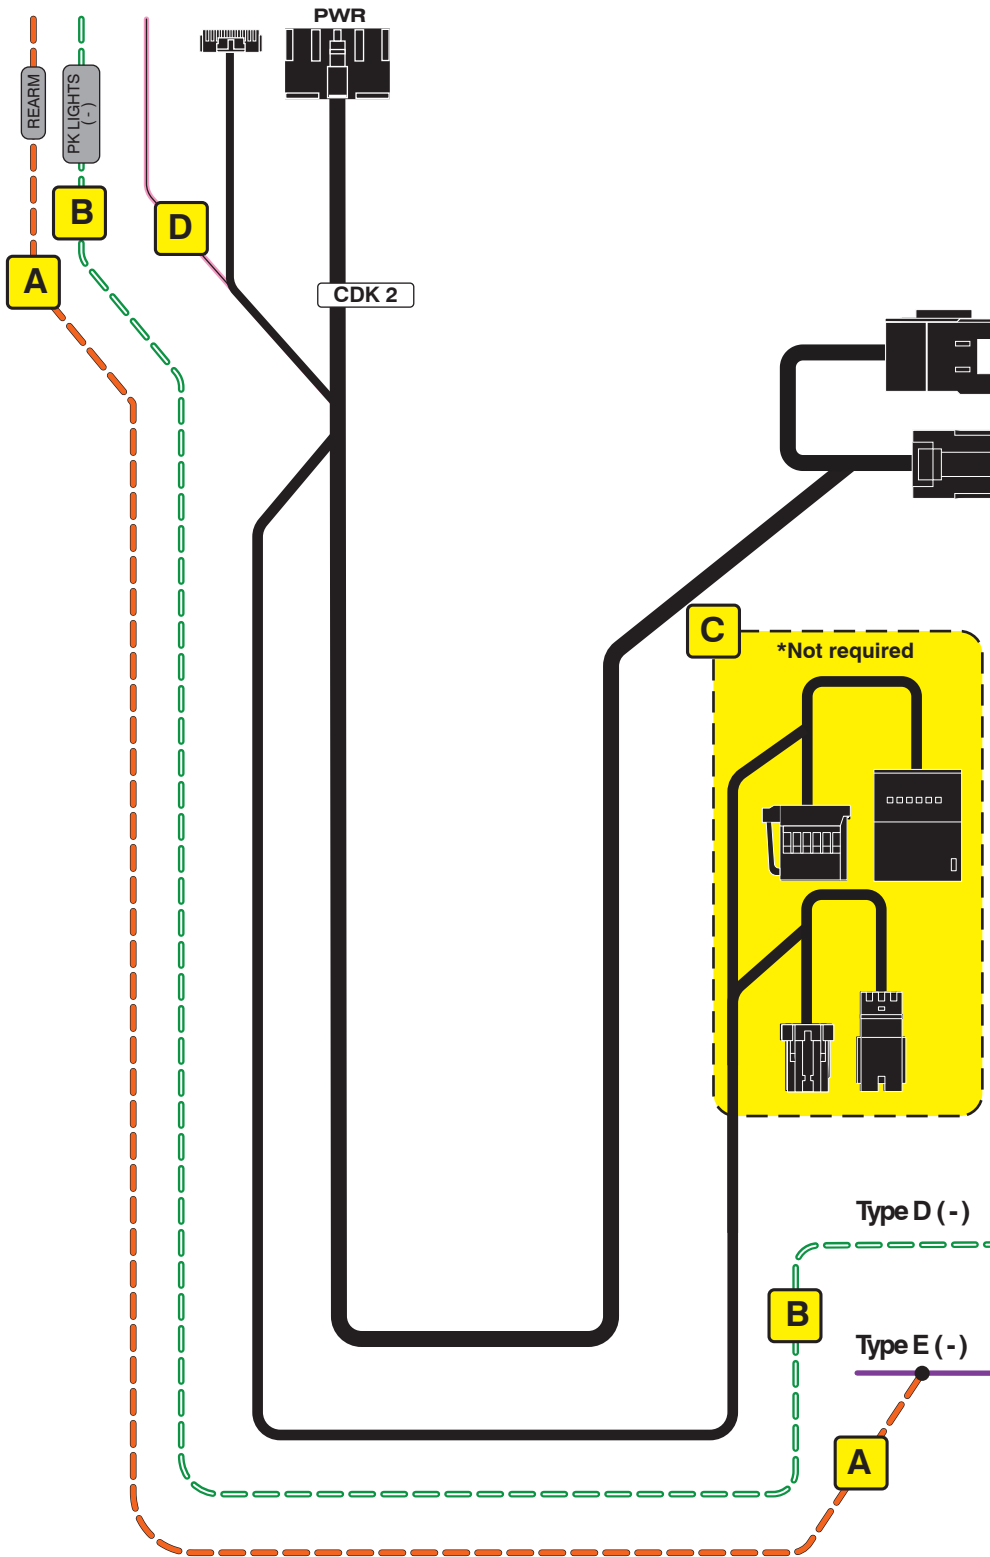 PWR
REARM
PK LIGHTS
( - )
B
D
A
CDK 2
C
*Not required
Type D ( - )
B
Type E ( - )
A